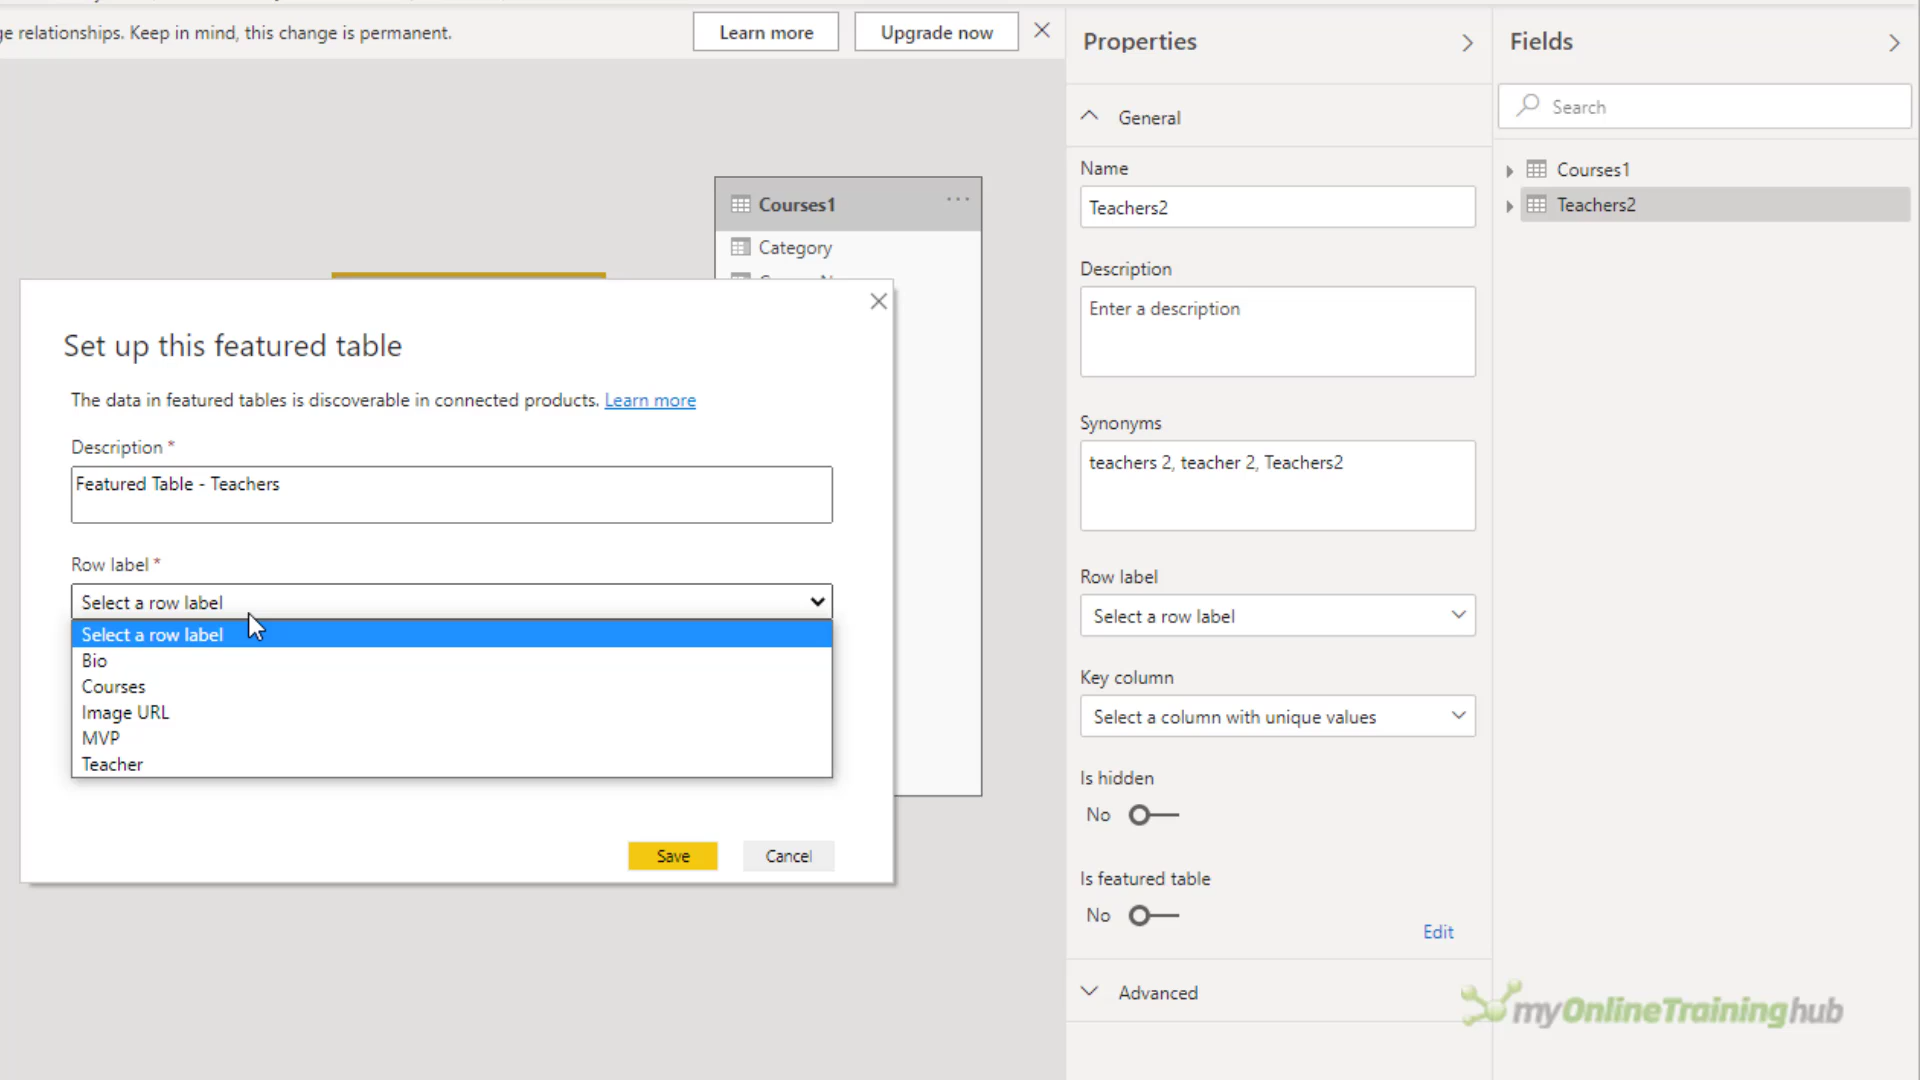 ge relationships. Keep in mind, this change is permanent.
Learn more
Upgrade now
Properties
Fields
General
Search
Name
Courses1
Teachers2
Teachers2
Courses1
Category
Description
Enter a description
Set up this featured table
The data in featured tables is discoverable in connected products. Learn more
Description *
Featured Table - Teachers
Synonyms
teachers 2, teacher 2, Teachers2
Row label *
Select a row label
Select a row label
Bio
Courses
Image URL
MVP
Teacher
Save
Cancel
Row label
Select a row label
Key column
Select a column with unique values
Is hidden
No
Is featured table
No
Edit
Advanced
myOnlineTraininghub